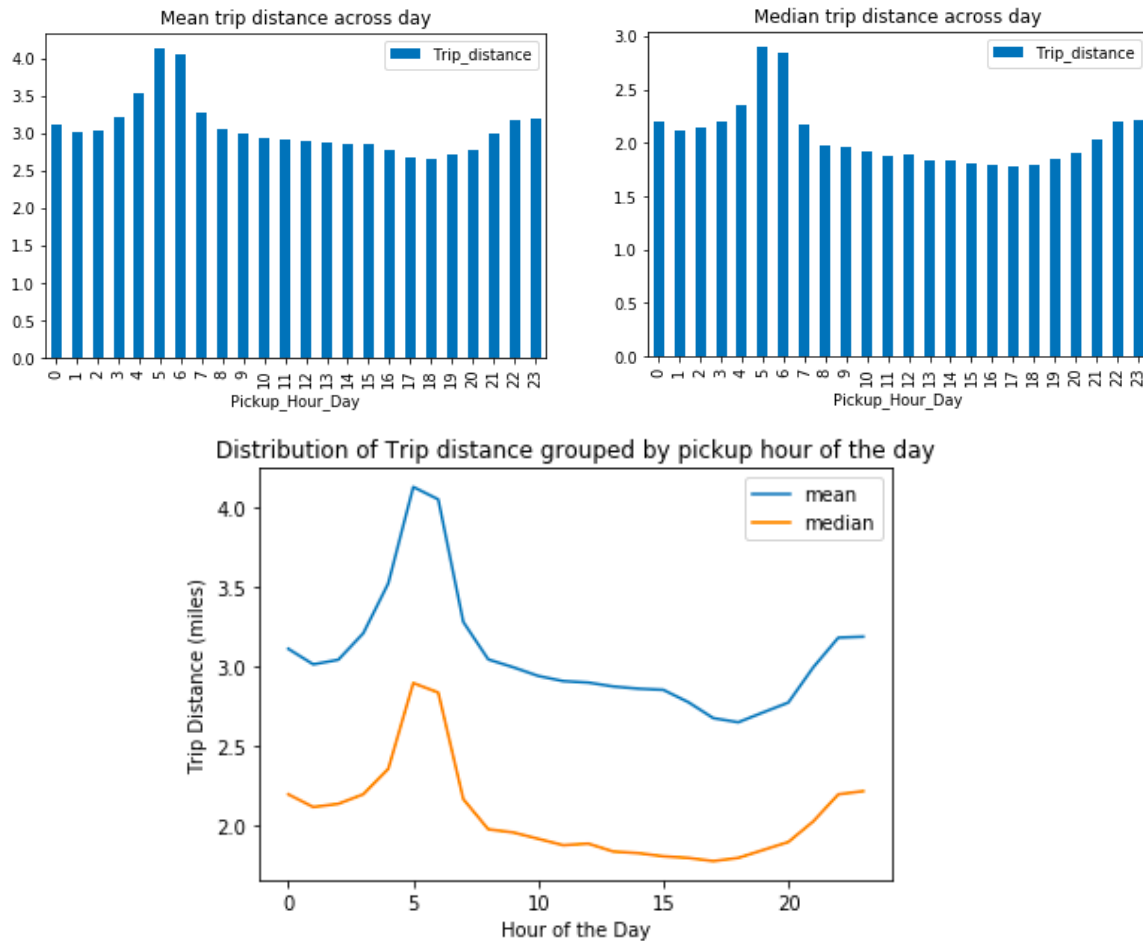 Mean trip distance across day
Trip_distance
4.0
3.5
3.0
2.5
2.0
1.5
1.0
0.5
0.0
0 1 2 3 4 5 6 7 8 9 10 11 12 13 14 15 16 17 18 19 20 21 22 23
Pickup_Hour_Day
Median trip distance across day
Trip_distance
3.0
2.5
2.0
1.5
1.0
0.5
0.0
0 1 2 3 4 5 6 7 8 9 10 11 12 13 14 15 16 17 18 19 20 21 22 23
Pickup_Hour_Day
Distribution of Trip distance grouped by pickup hour of the day
mean
median
Trip Distance (miles)
4.0
3.5
3.0
2.5
2.0
0 5 10 15 20
Hour of the Day